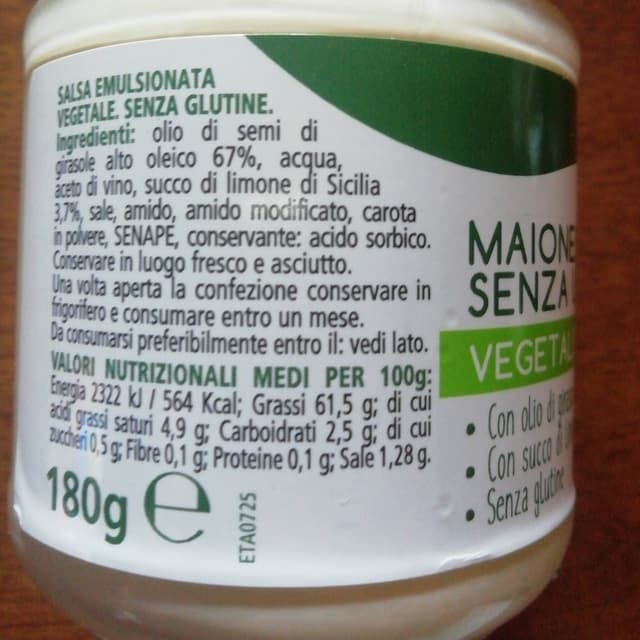 SALSA EMULSIONATA
VEGETALE. SENZA GLUTINE.
Ingredienti: olio di semi di
girasole alto oleico 67%, acqua,
aceto di vino, succo di limone di Sicilia
3,7%, sale, amido, amido modificato, carota
in polvere, SENAPE, conservante: acido sorbico.
Conservare in luogo fresco e asciutto.
Una volta aperta la confezione conservare in
frigorifero e consumare entro un mese.
Da consumarsi preferibilmente entro il: vedi lato.
VALORI NUTRIZIONALI MEDI PER 100g:
Energia 2322 kJ / 564 Kcal; Grassi 61,5 g; di cui
acidi grassi saturi 4,9 g; Carboidrati 2,5 g; di cui
zuccheri 0,5 g; Fibre 0,1 g; Proteine 0,1 g; Sale 1,28 g.
180g e
ETA0725
MAIONE
SENZA
VEGETAL
• Con olio di
• Con succo di
• Senza glutine